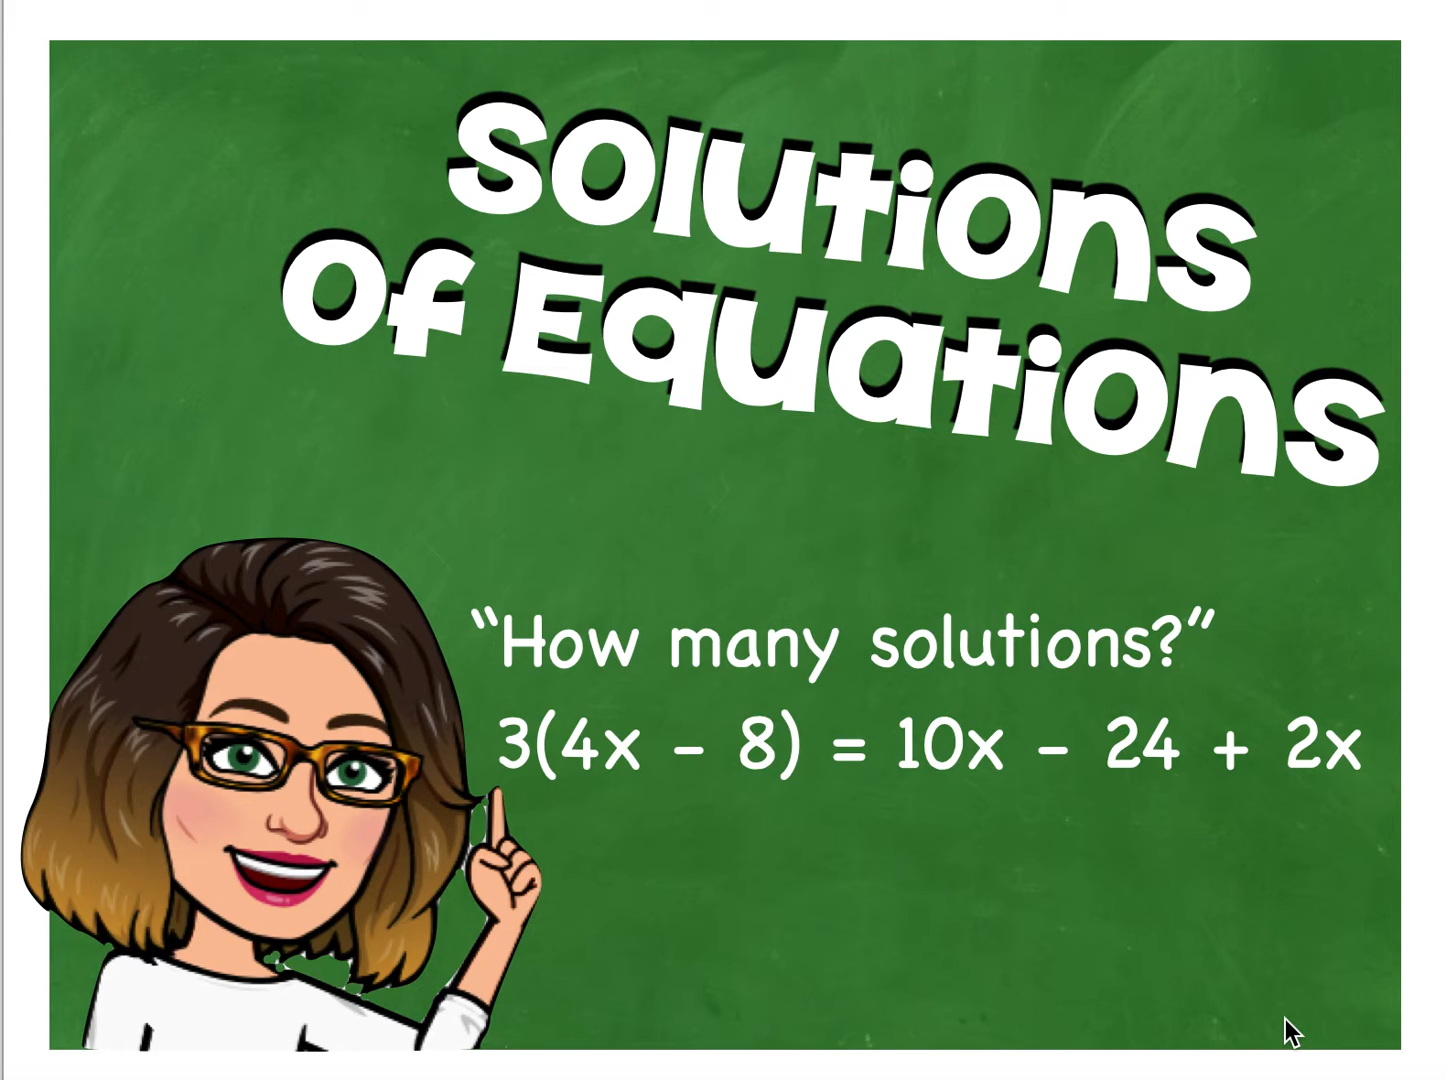 Solutions
Of Equations
“How many solutions?”
3(4x – 8) = 10x – 24 + 2x